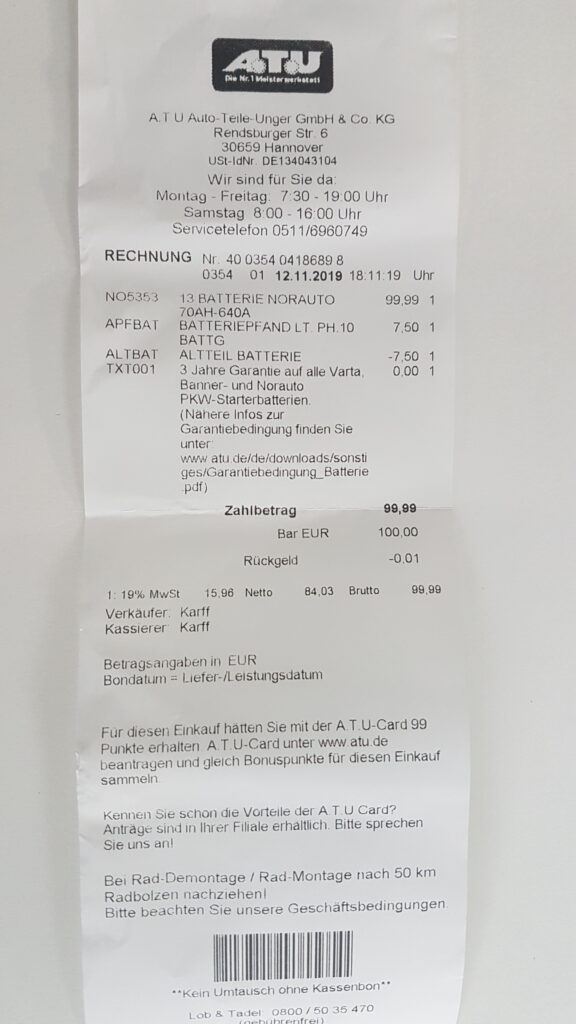 A.T.U
Die Nr.1 Meisterwerkstatt
A.T.U Auto-Teile-Unger GmbH & Co. KG
Rendsburger Str. 6
30659 Hannover
USt-IdNr. DE134043104
Wir sind für Sie da:
Montag - Freitag: 7:30 - 19:00 Uhr
Samstag 8:00 - 16:00 Uhr
Servicetelefon 0511/6960749
RECHNUNG Nr. 40 0354 0418689 8
0354 01 12.11.2019 18:11:19 Uhr
NO5353 13 BATTERIE NORAUTO 99,99 1
70AH-640A
APFBAT BATTERIEPFAND LT. PH.10 7,50 1
BATTG
ALTBAT ALTTEIL BATTERIE -7,50 1
TXT001 3 Jahre Garantie auf alle Varta, 0,00 1
Banner- und Norauto
PKW-Starterbatterien.
(Nähere Infos zur
Garantiebedingung finden Sie
unter:
www.atu.de/de/downloads/sonsti
ges/Garantiebedingung_Batterie
.pdf)
Zahlbetrag 99,99
Bar EUR 100,00
Rückgeld -0,01
1: 19% MwSt 15,96 Netto 84,03 Brutto 99,99
Verkäufer: Karff
Kassierer: Karff
Betragsangaben in EUR
Bondatum = Liefer-/Leistungsdatum
Für diesen Einkauf hätten Sie mit der A.T.U-Card 99
Punkte erhalten. A.T.U-Card unter www.atu.de
beantragen und gleich Bonuspunkte für diesen Einkauf
sammeln.
Kennen Sie schon die Vorteile der A.T.U Card?
Anträge sind in Ihrer Filiale erhältlich. Bitte sprechen
Sie uns an!
Bei Rad-Demontage / Rad-Montage nach 50 km
Radbolzen nachziehen!
Bitte beachten Sie unsere Geschäftsbedingungen.
**Kein Umtausch ohne Kassenbon**
Lob & Tadel: 0800 / 50 35 470
(gebührenfrei)